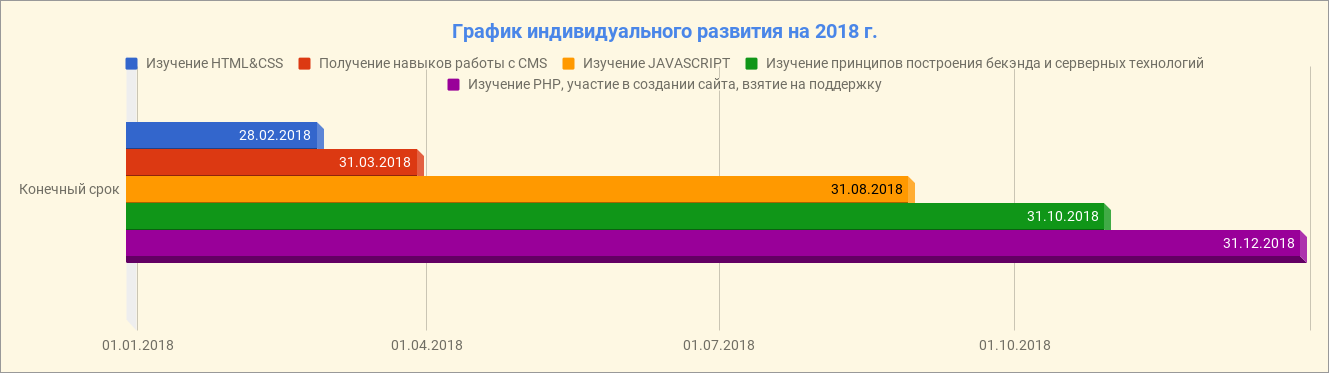 График индивидуального развития на 2018 г.
Изучение HTML&CSS Получение навыков работы с CMS Изучение JAVASCRIPT Изучение принципов построения бекэнда и серверных технологий
Изучение PHP, участие в создании сайта, взятие на поддержку
28.02.2018
31.03.2018
Конечный срок 31.08.2018
31.10.2018
31.12.2018
01.01.2018 01.04.2018 01.07.2018 01.10.2018